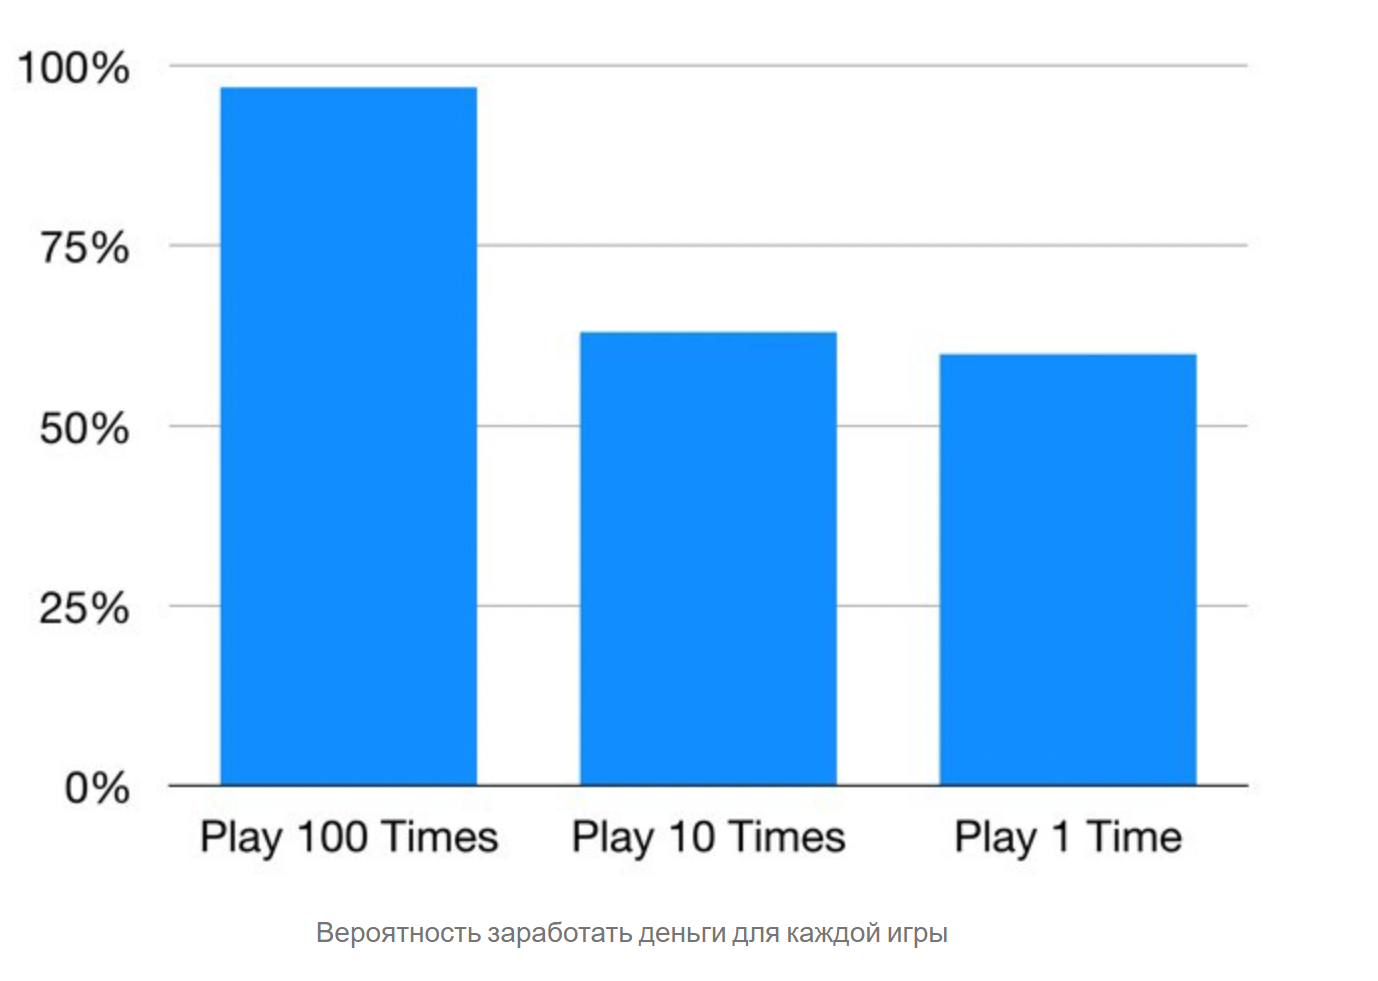 100%
75%
50%
25%
0%
Play 100 Times
Play 10 Times
Play 1 Time
Вероятность заработать деньги для каждой игры